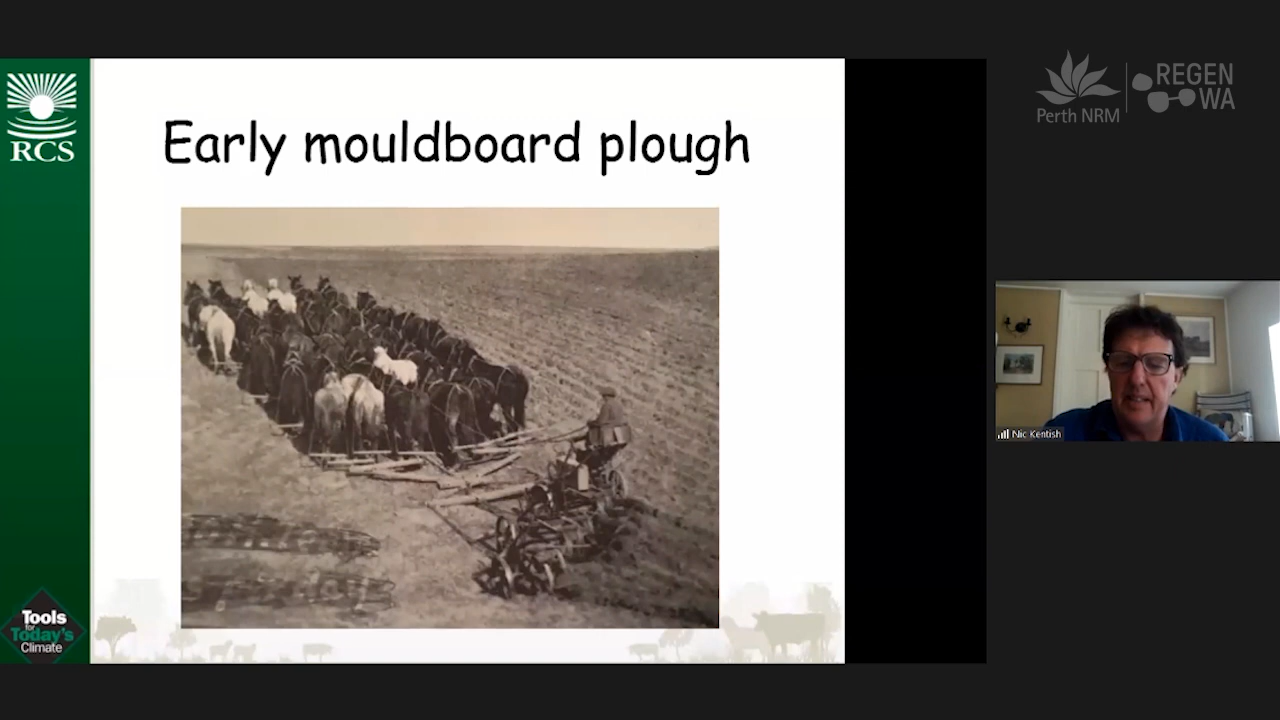 RCS
Early mouldboard plough
Perth NRM
REGEN
WA
Nic Kentish
Tools
for
Today's
Climate